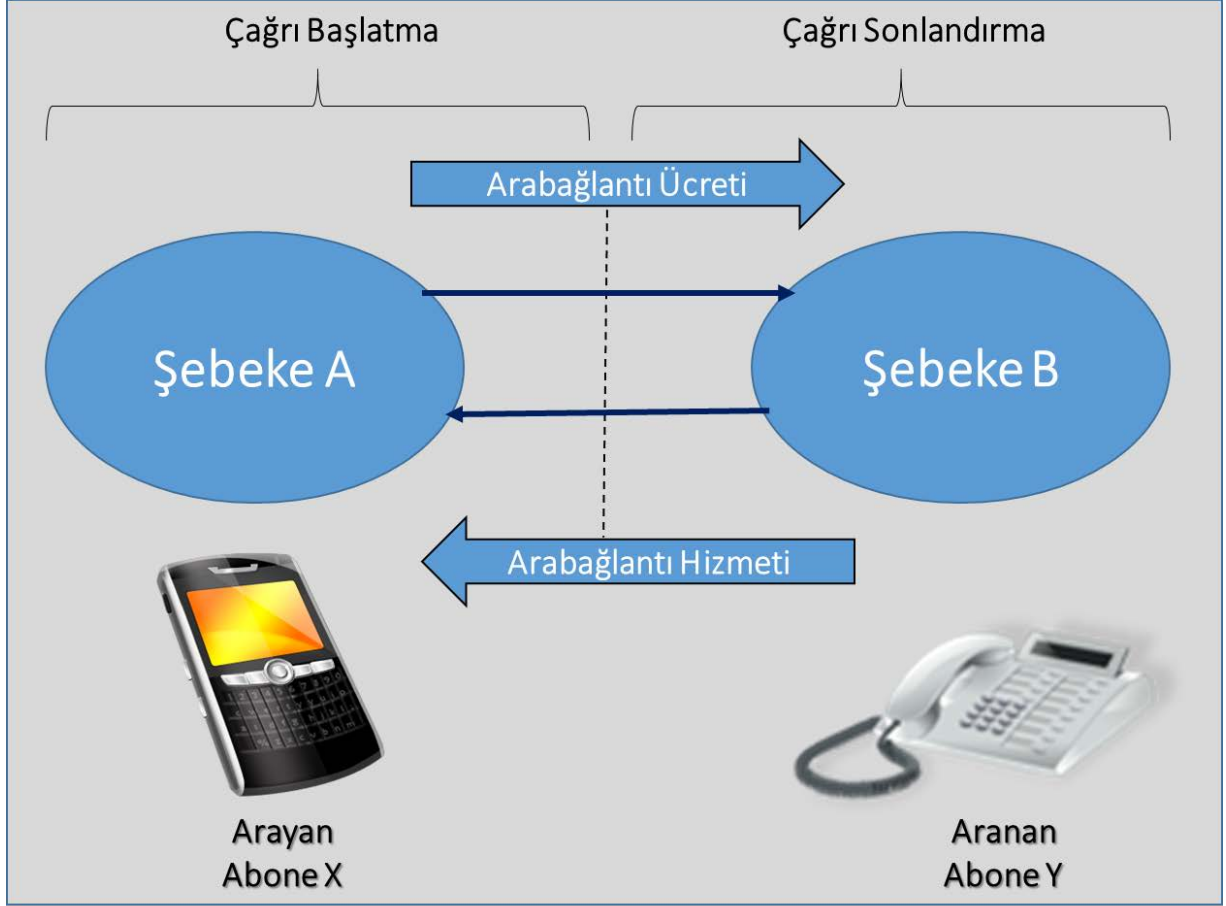 Çağrı Başlatma
Çağrı Sonlandırma
Arabağlantı Ücreti
Şebeke A
Şebeke B
Arabağlantı Hizmeti
Arayan
Abone X
Aranan
Abone Y